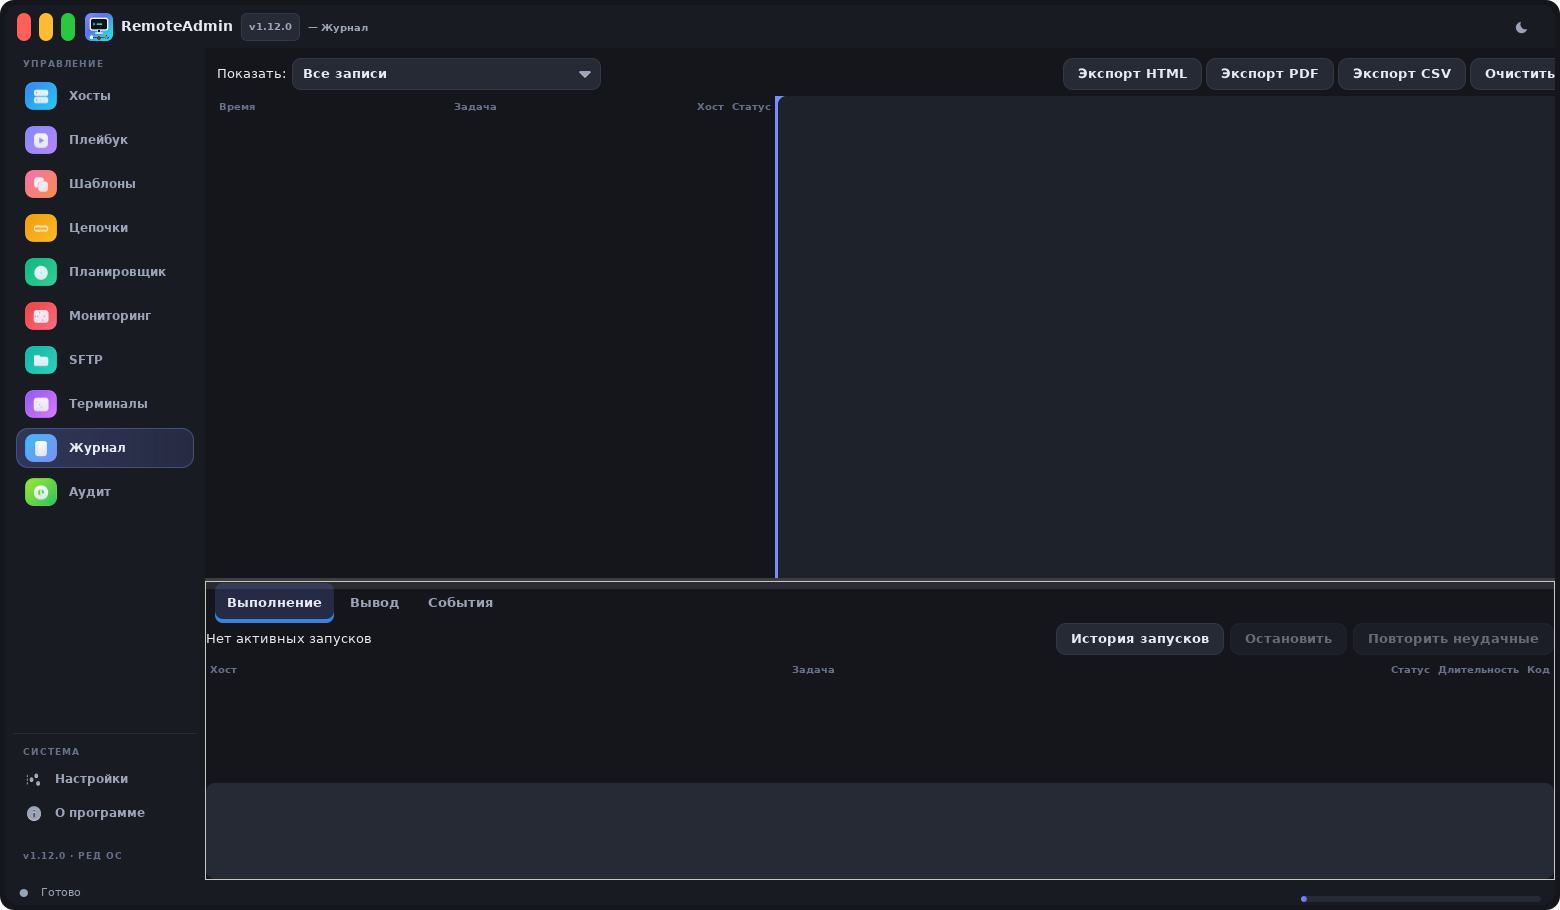 RemoteAdmin v1.12.0 — Журнал
УПРАВЛЕНИЕ
Хосты
Плейбук
Шаблоны
Цепочки
Планировщик
Мониторинг
SFTP
Терминалы
Журнал
Аудит
СИСТЕМА
Настройки
О программе
v1.12.0 · РЕД ОС
Готово
Показать: Все записи Экспорт HTML Экспорт PDF Экспорт CSV Очистить
Время Задача Хост Статус
Выполнение Вывод События
Нет активных запусков История запусков Остановить Повторить неудачные
Хост Задача Статус Длительность Код